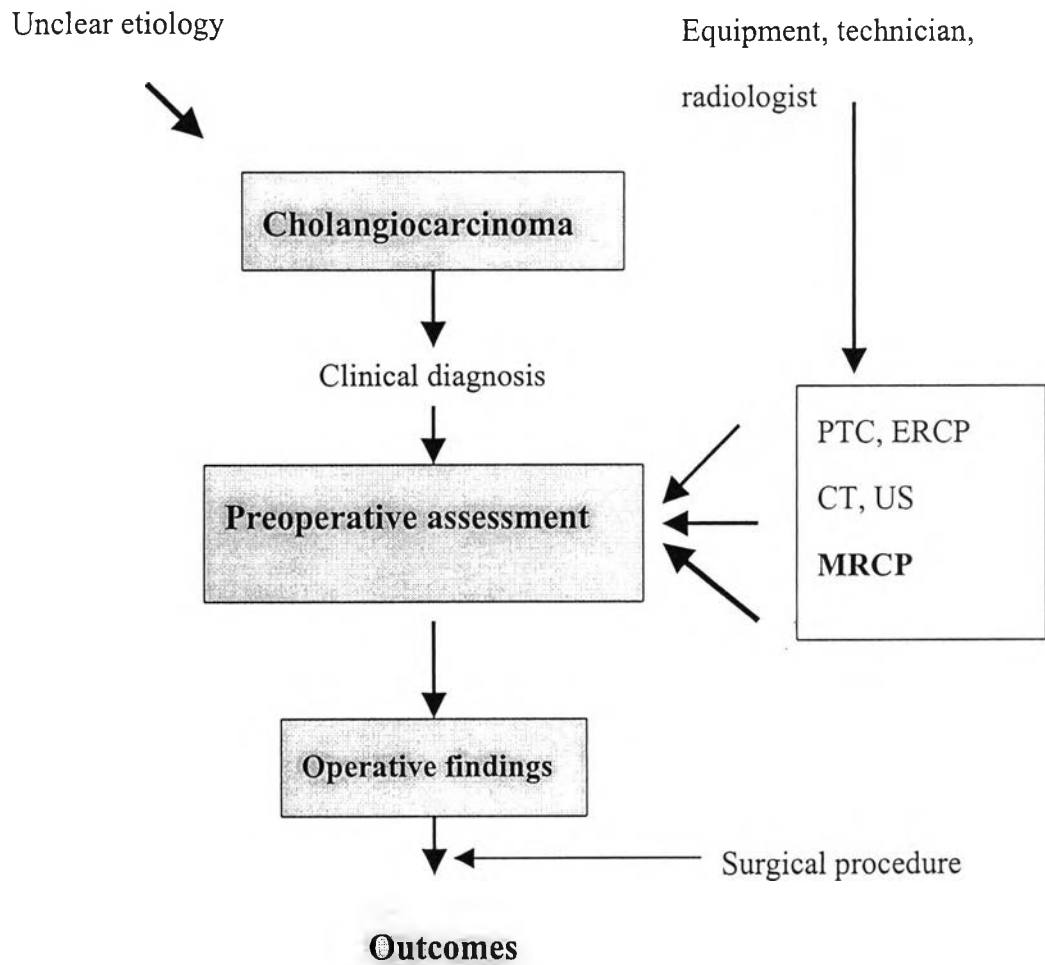 Unclear etiology
Equipment, technician,
radiologist
Cholangiocarcinoma
Clinical diagnosis
PTC, ERCP
CT, US
MRCP
Preoperative assessment
Operative findings
Surgical procedure
Outcomes